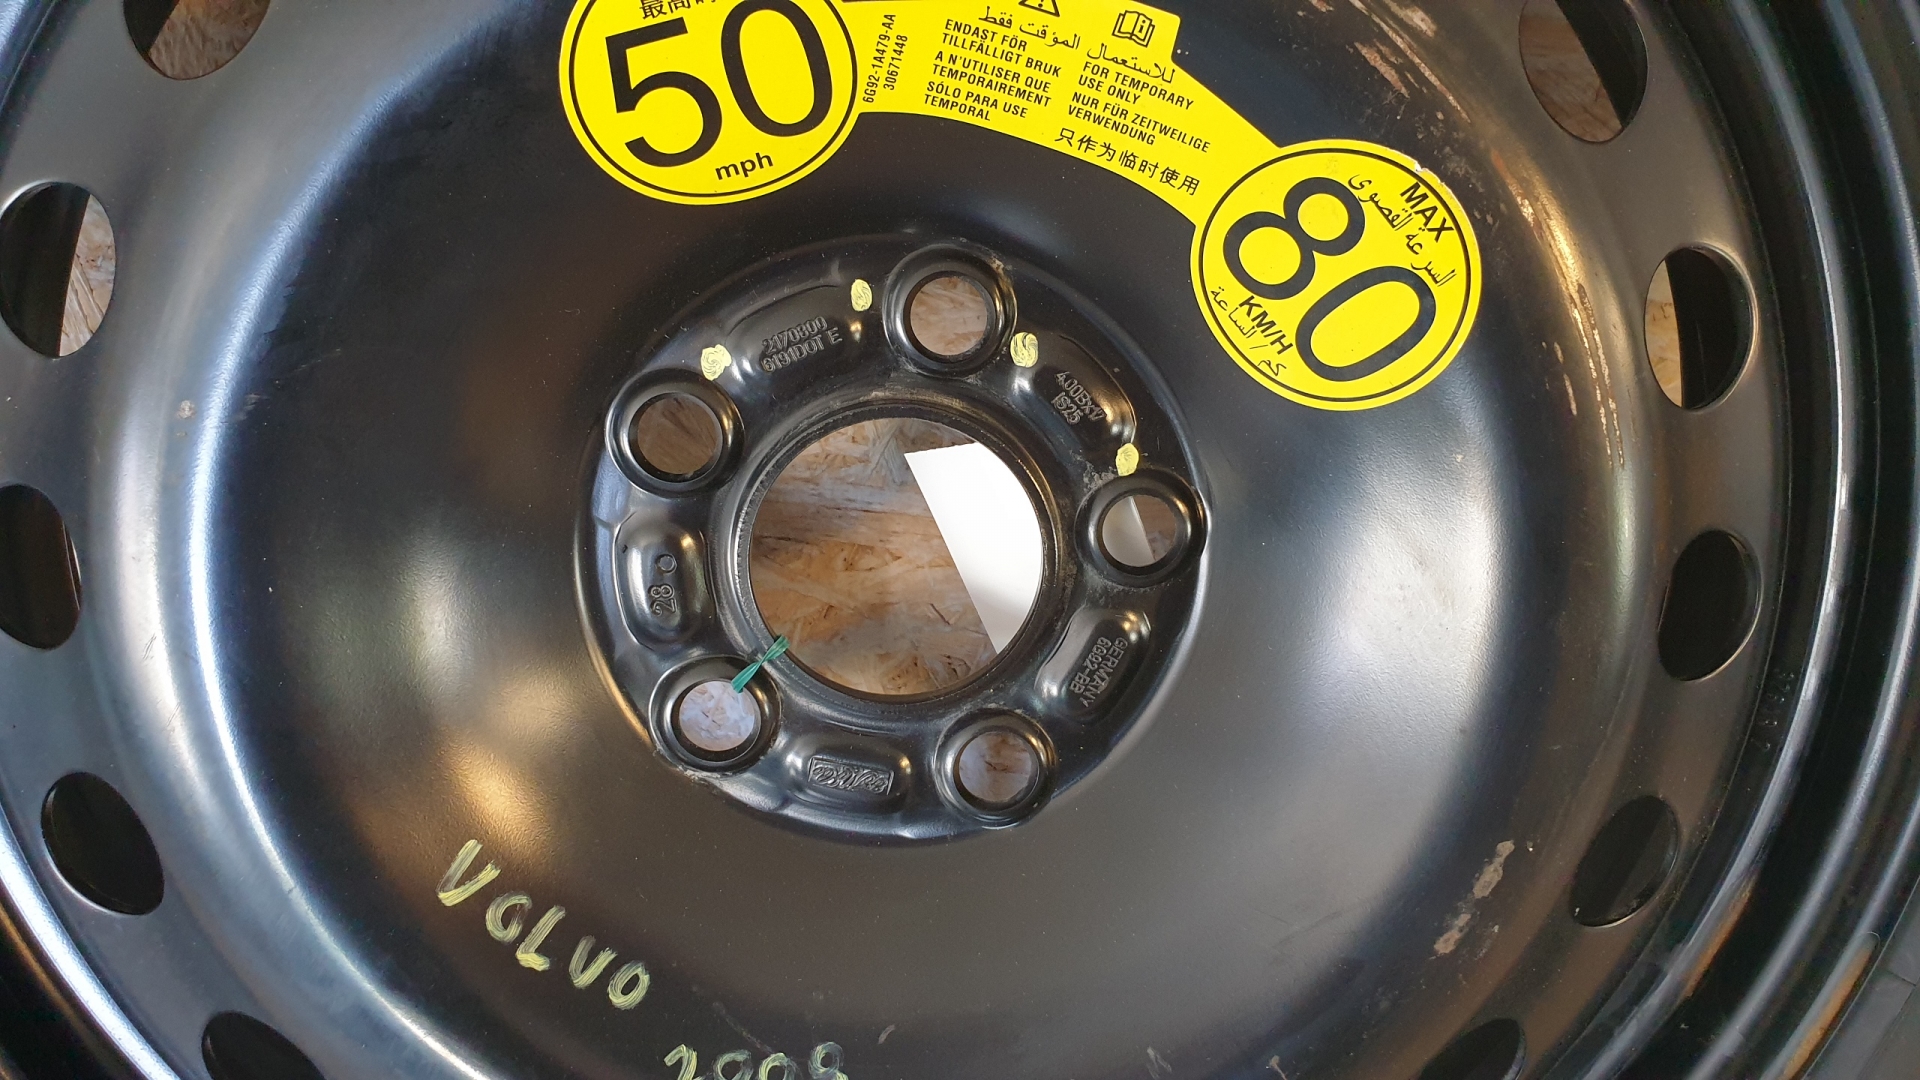 50
mph
6G92-1A479-AA
30671448
للاستعمال المؤقت فقط
ENDAST FÖR
TILLFÄLLIGT BRUK
A N'UTILISER QUE
TEMPORAIREMENT
SÓLO PARA USE
TEMPORAL
FOR TEMPORARY
USE ONLY
NUR FÜR ZEITWEILIGE
VERWENDUNG
只作为临时使用
MAX
السرعة القصوى
80
KM/H
كم/الساعة
2170800
6191DOT E
4.00Bx17
IS25
28
GERMANY
6G92-BB
VOLVO